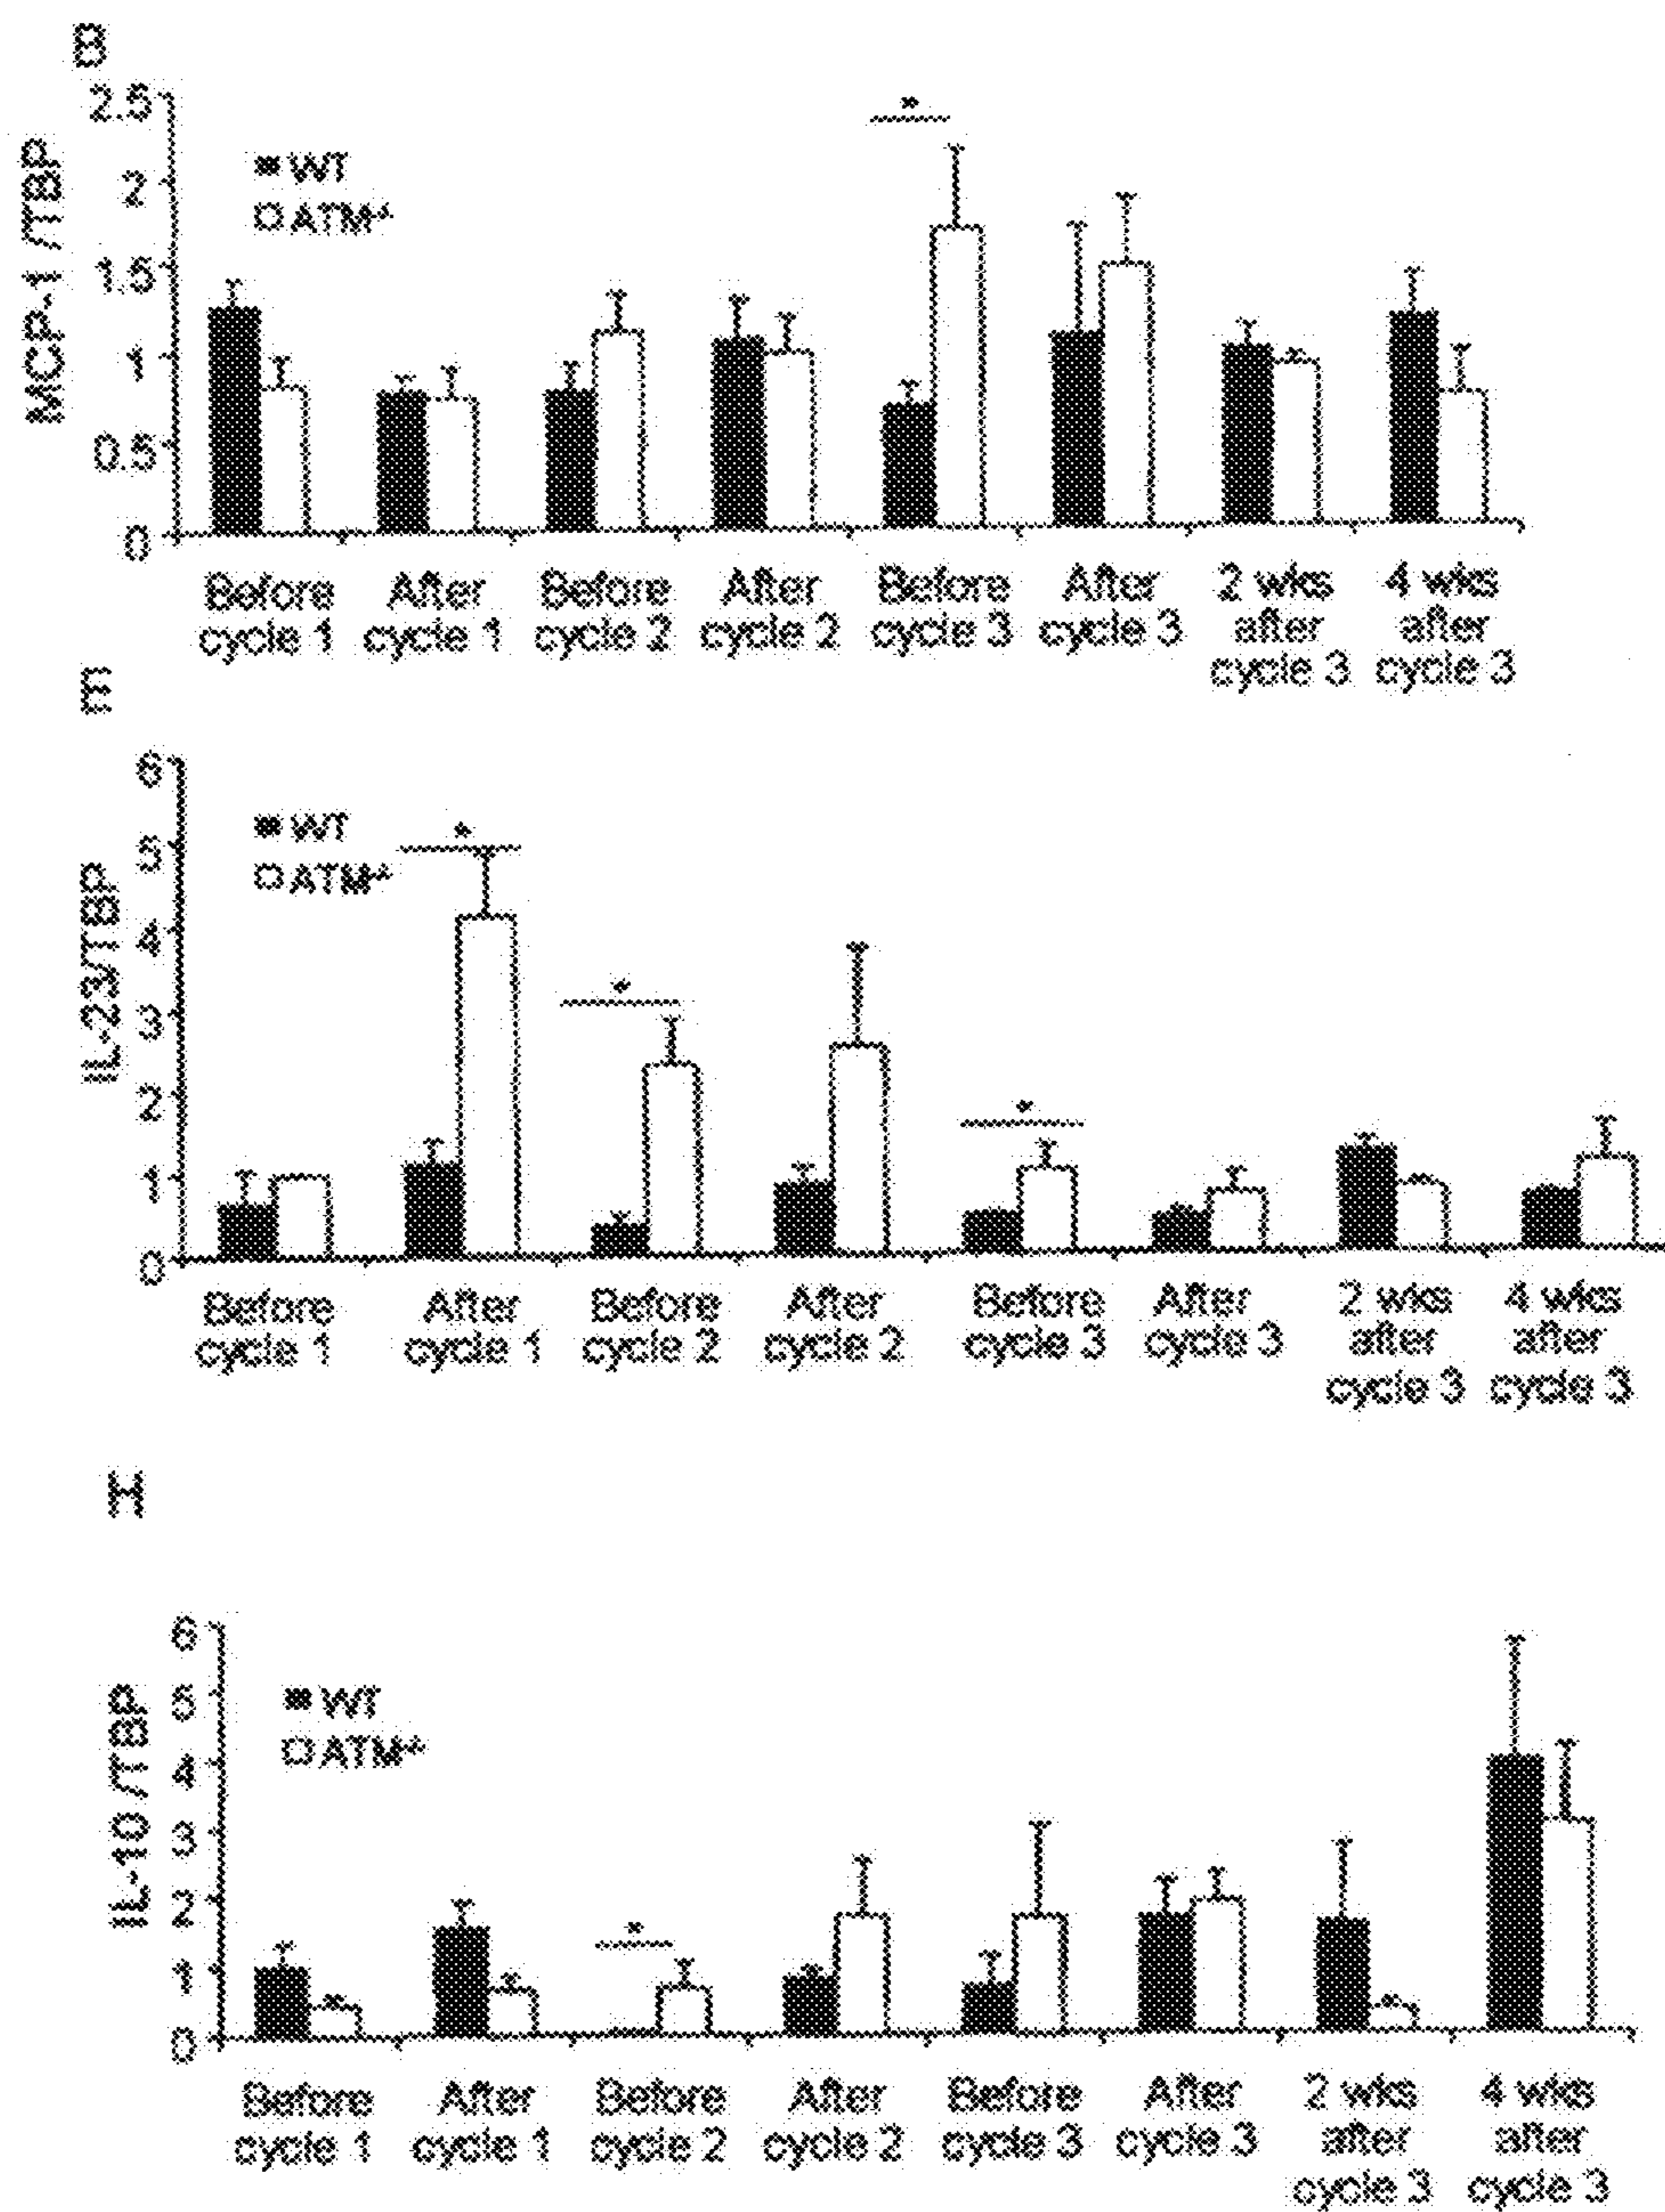 B
MCP-1 /TBP
2.5
2
1.5
1
0.5
0
WT
ATM-/-
Before After Before After Before After 2 wks 4 wks
cycle 1 cycle 1 cycle 2 cycle 2 cycle 3 cycle 3 after after
cycle 3 cycle 3
*
E
IL-23/TBP
6
5
4
3
2
1
0
WT
ATM-/-
*
*
*
Before After Before After Before After 2 wks 4 wks
cycle 1 cycle 1 cycle 2 cycle 2 cycle 3 cycle 3 after after
cycle 3 cycle 3
H
IL-10 /TBP
6
5
4
3
2
1
0
WT
ATM-/-
*
Before After Before After Before After 2 wks 4 wks
cycle 1 cycle 1 cycle 2 cycle 2 cycle 3 cycle 3 after after
cycle 3 cycle 3